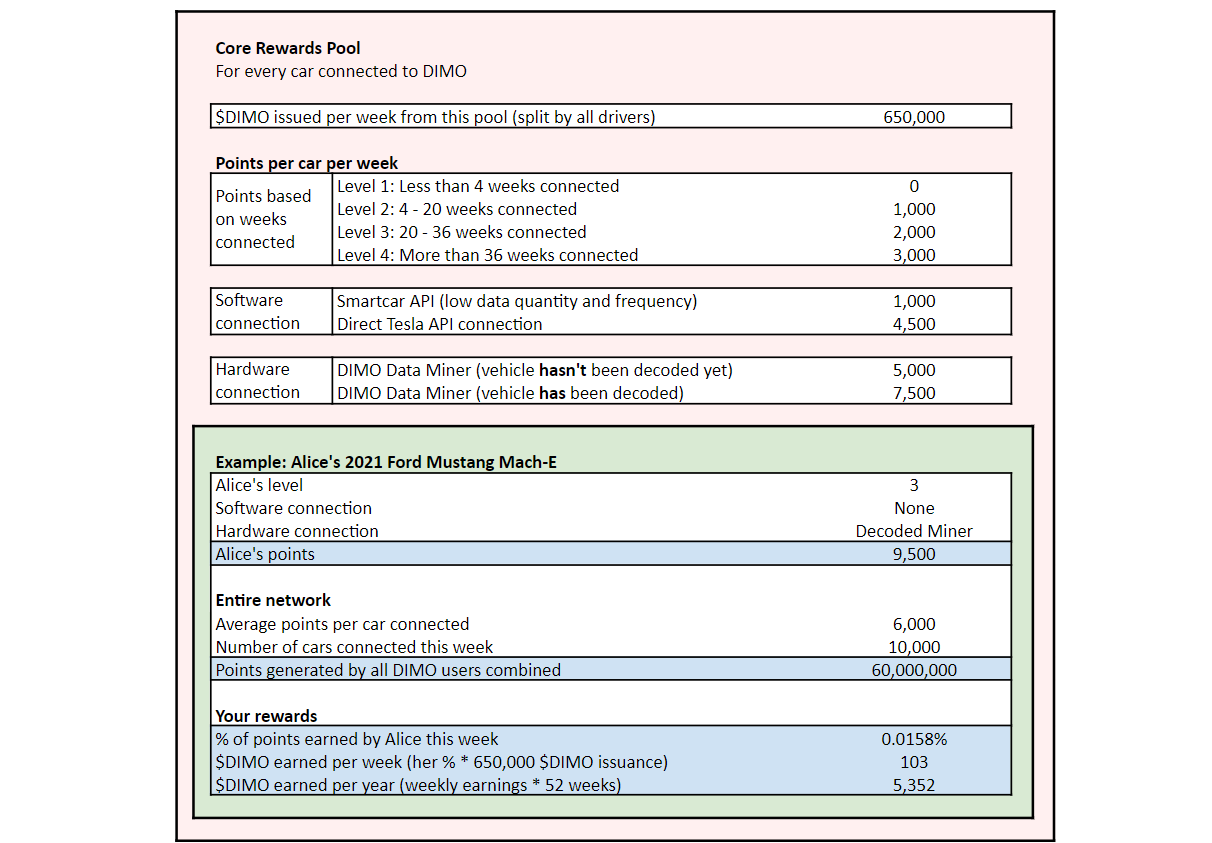 Core Rewards Pool
For every car connected to DIMO
$DIMO issued per week from this pool (split by all drivers) 650,000
Points per car per week
Points based on weeks connected
Level 1: Less than 4 weeks connected 0
Level 2: 4 - 20 weeks connected 1,000
Level 3: 20 - 36 weeks connected 2,000
Level 4: More than 36 weeks connected 3,000
Software connection
Smartcar API (low data quantity and frequency) 1,000
Direct Tesla API connection 4,500
Hardware connection
DIMO Data Miner (vehicle hasn't been decoded yet) 5,000
DIMO Data Miner (vehicle has been decoded) 7,500
Example: Alice's 2021 Ford Mustang Mach-E
Alice's level 3
Software connection None
Hardware connection Decoded Miner
Alice's points 9,500
Entire network
Average points per car connected 6,000
Number of cars connected this week 10,000
Points generated by all DIMO users combined 60,000,000
Your rewards
% of points earned by Alice this week 0.0158%
$DIMO earned per week (her % * 650,000 $DIMO issuance) 103
$DIMO earned per year (weekly earnings * 52 weeks) 5,352